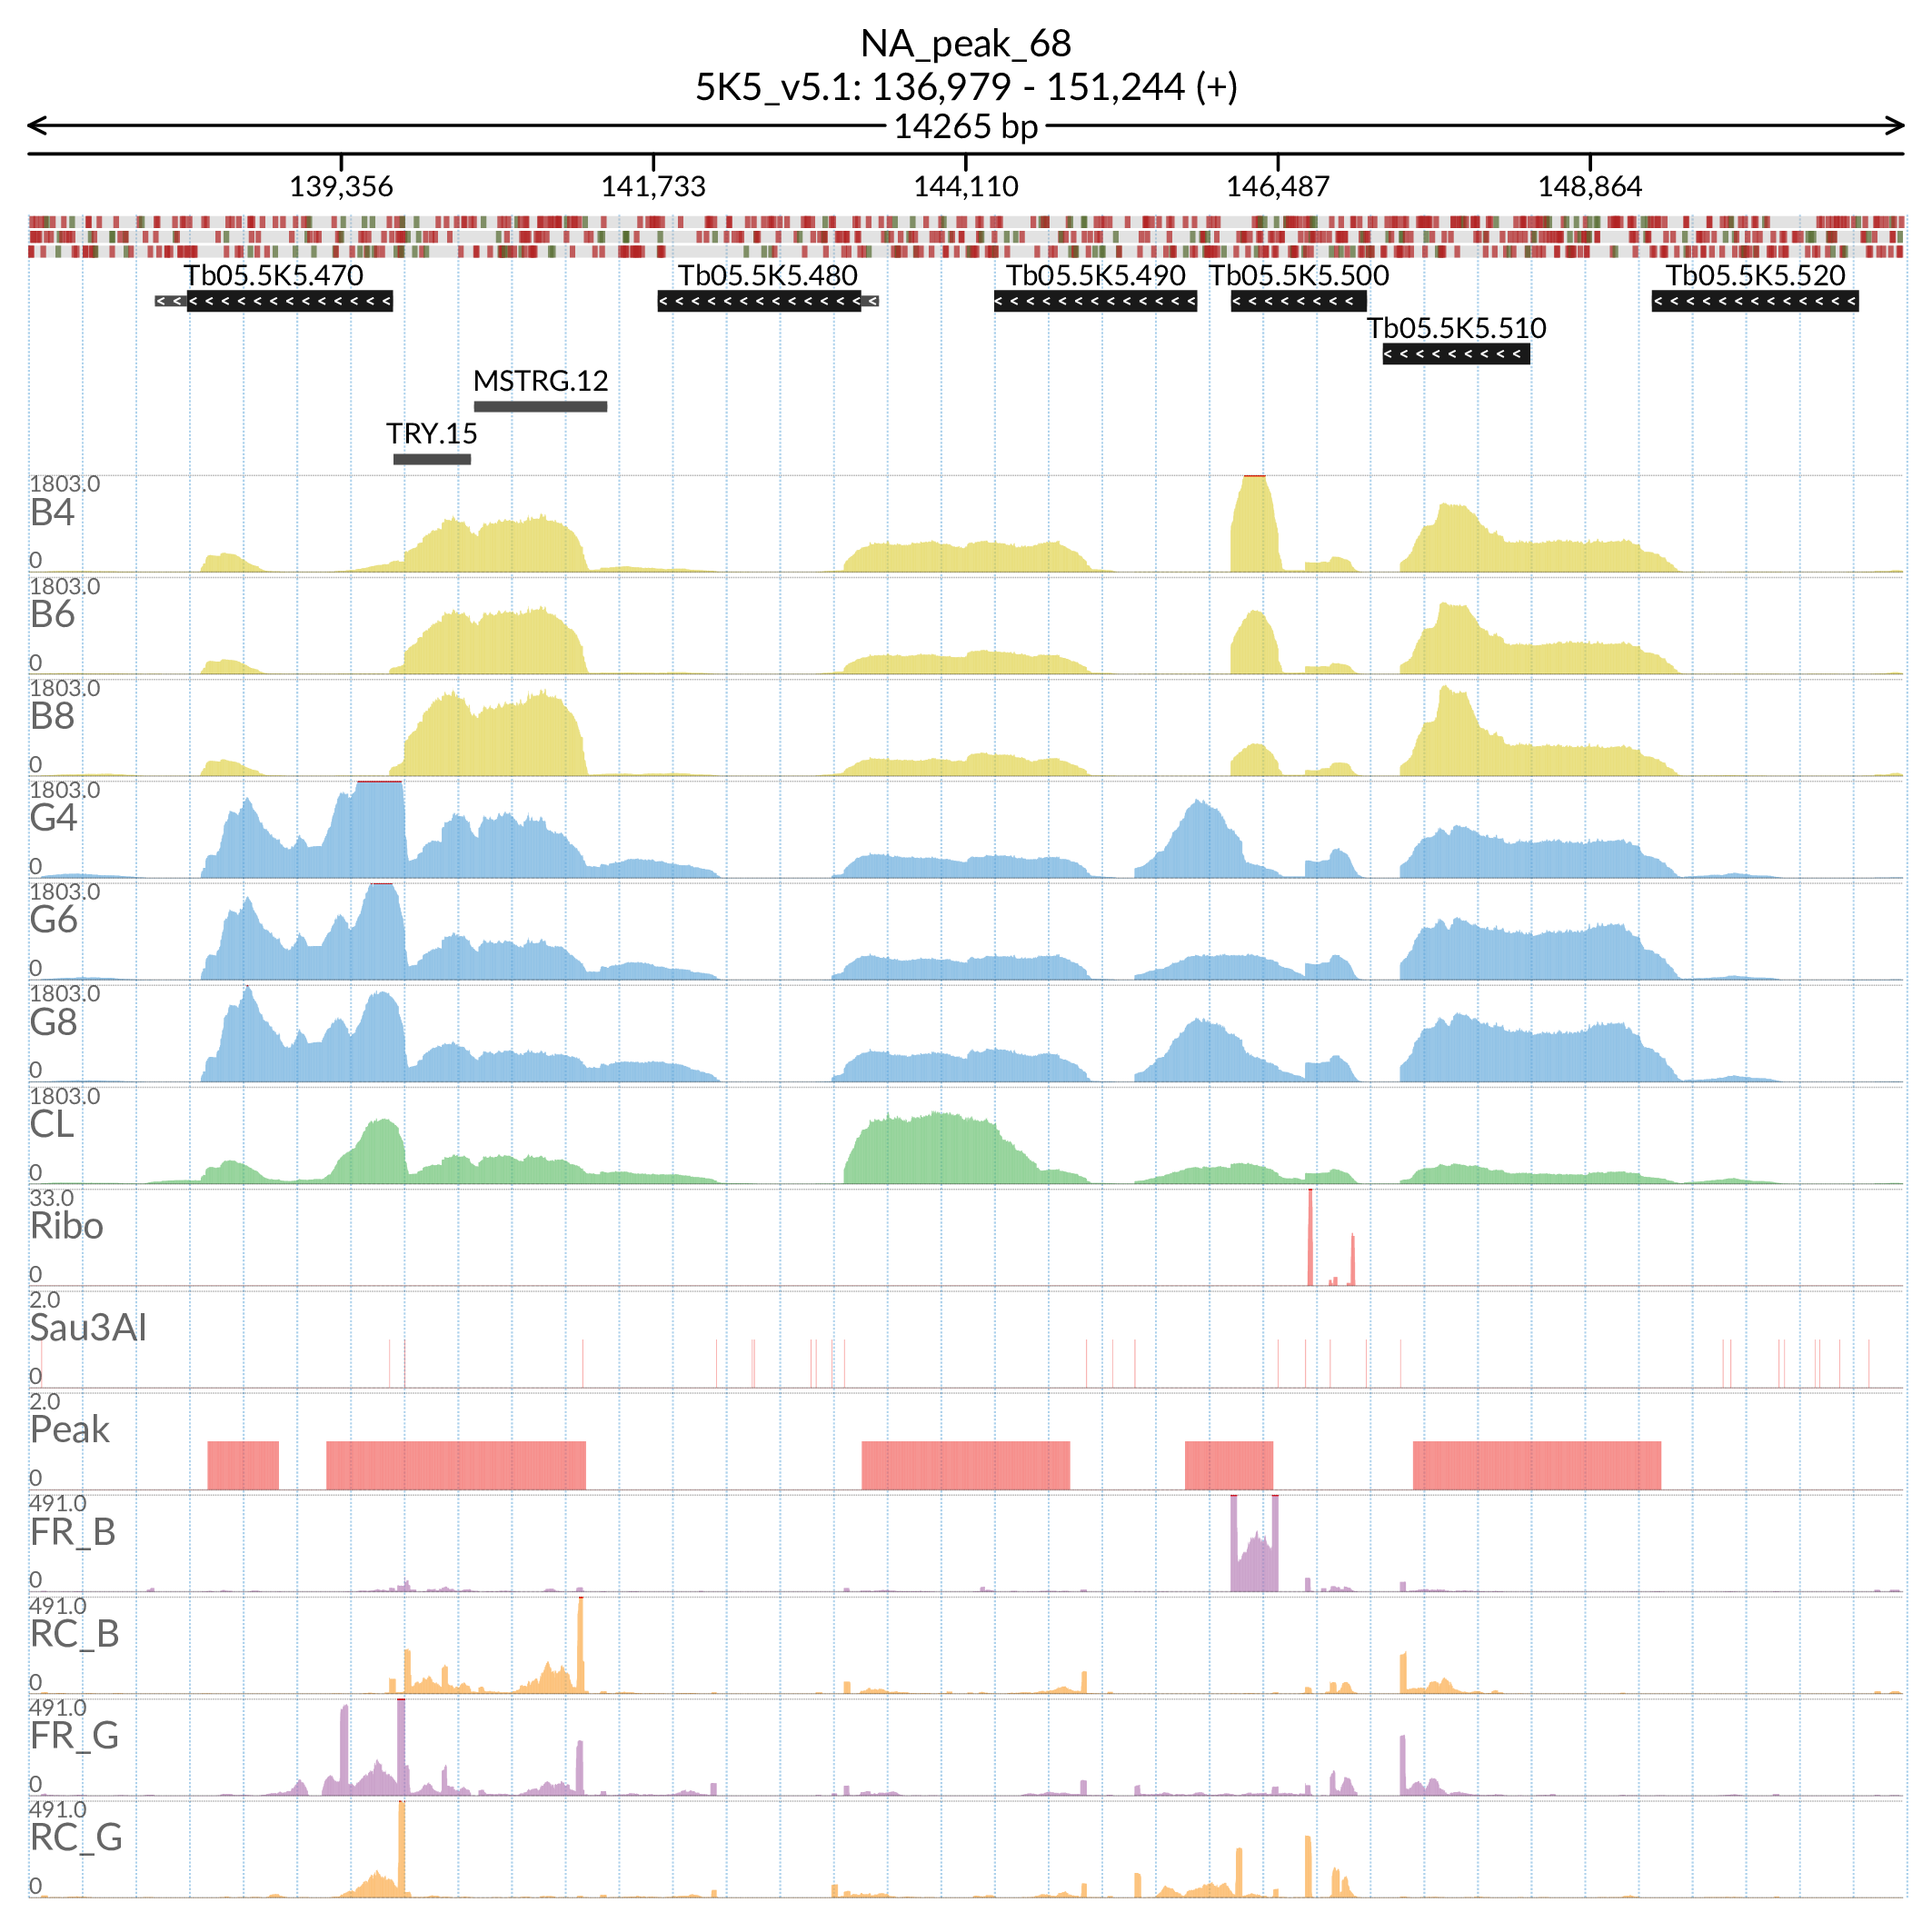 NA_peak_68
5K5_v5.1: 136,979 - 151,244 (+)
14265 bp
139,356 141,733 144,110 146,487 148,864
Tb05.5K5.470 Tb05.5K5.480 Tb05.5K5.490 Tb05.5K5.500 Tb05.5K5.520
Tb05.5K5.510
MSTRG.12
TRY.15
1803.0
B4
0
1803.0
B6
0
1803.0
B8
0
1803.0
G4
0
1803.0
G6
0
1803.0
G8
0
1803.0
CL
0
33.0
Ribo
0
2.0
Sau3AI
0
2.0
Peak
0
491.0
FR_B
0
491.0
RC_B
0
491.0
FR_G
0
491.0
RC_G
0